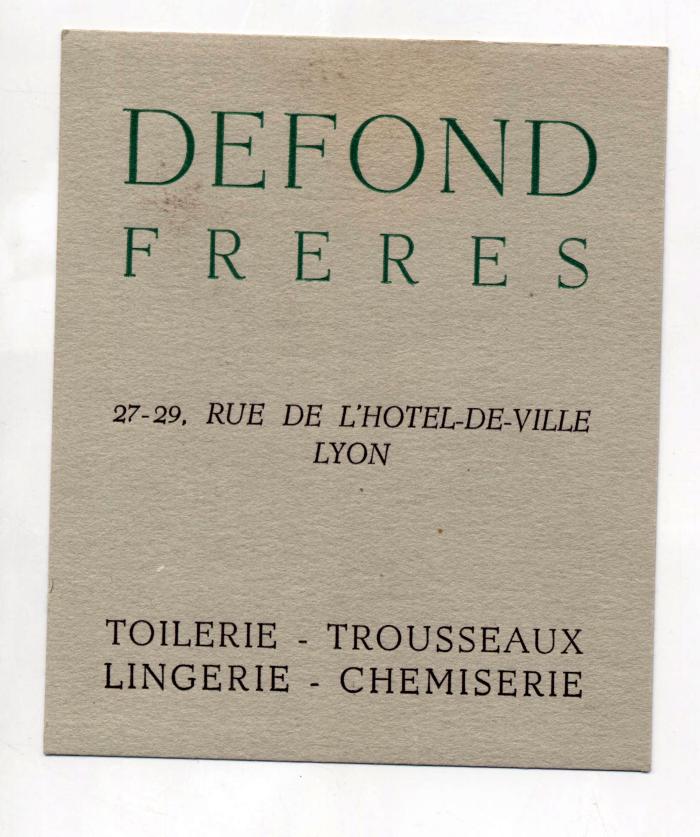 DEFOND
FRERES
27-29, RUE DE L'HOTEL-DE-VILLE
LYON
TOILERIE - TROUSSEAUX
LINGERIE - CHEMISERIE